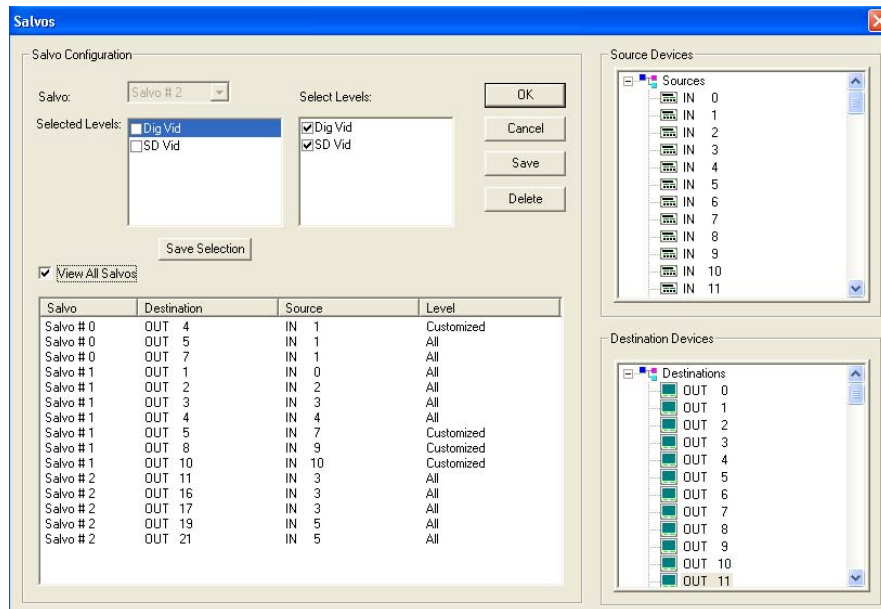 Salvos
Salvo Configuration
Salvo:
Salvo # 2
Select Levels:
Selected Levels:
Dig Vid
SD Vid
Dig Vid
SD Vid
OK
Cancel
Save
Delete
Save Selection
View All Salvos
Salvo Destination Source Level
Salvo # 0 OUT 4 IN 1 Customized
Salvo # 0 OUT 5 IN 1 All
Salvo # 0 OUT 7 IN 1 All
Salvo # 1 OUT 1 IN 0 All
Salvo # 1 OUT 2 IN 2 All
Salvo # 1 OUT 3 IN 3 All
Salvo # 1 OUT 4 IN 4 All
Salvo # 1 OUT 5 IN 7 Customized
Salvo # 1 OUT 8 IN 9 Customized
Salvo # 1 OUT 10 IN 10 Customized
Salvo # 2 OUT 11 IN 3 All
Salvo # 2 OUT 16 IN 3 All
Salvo # 2 OUT 17 IN 3 All
Salvo # 2 OUT 19 IN 5 All
Salvo # 2 OUT 21 IN 5 All
Source Devices
Sources
IN 0
IN 1
IN 2
IN 3
IN 4
IN 5
IN 6
IN 7
IN 8
IN 9
IN 10
IN 11
Destination Devices
Destinations
OUT 0
OUT 1
OUT 2
OUT 3
OUT 4
OUT 5
OUT 6
OUT 7
OUT 8
OUT 9
OUT 10
OUT 11